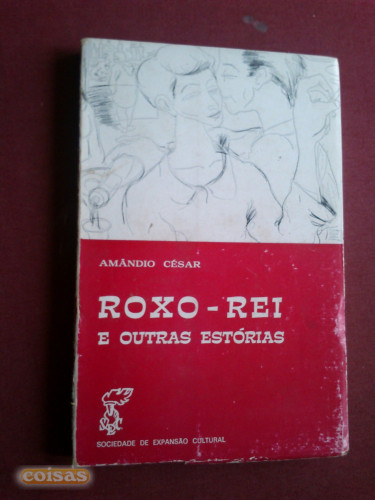 AMÂNDIO CÉSAR
ROXO - REI
E OUTRAS ESTÓRIAS
SOCIEDADE DE EXPANSÃO CULTURAL
coisas